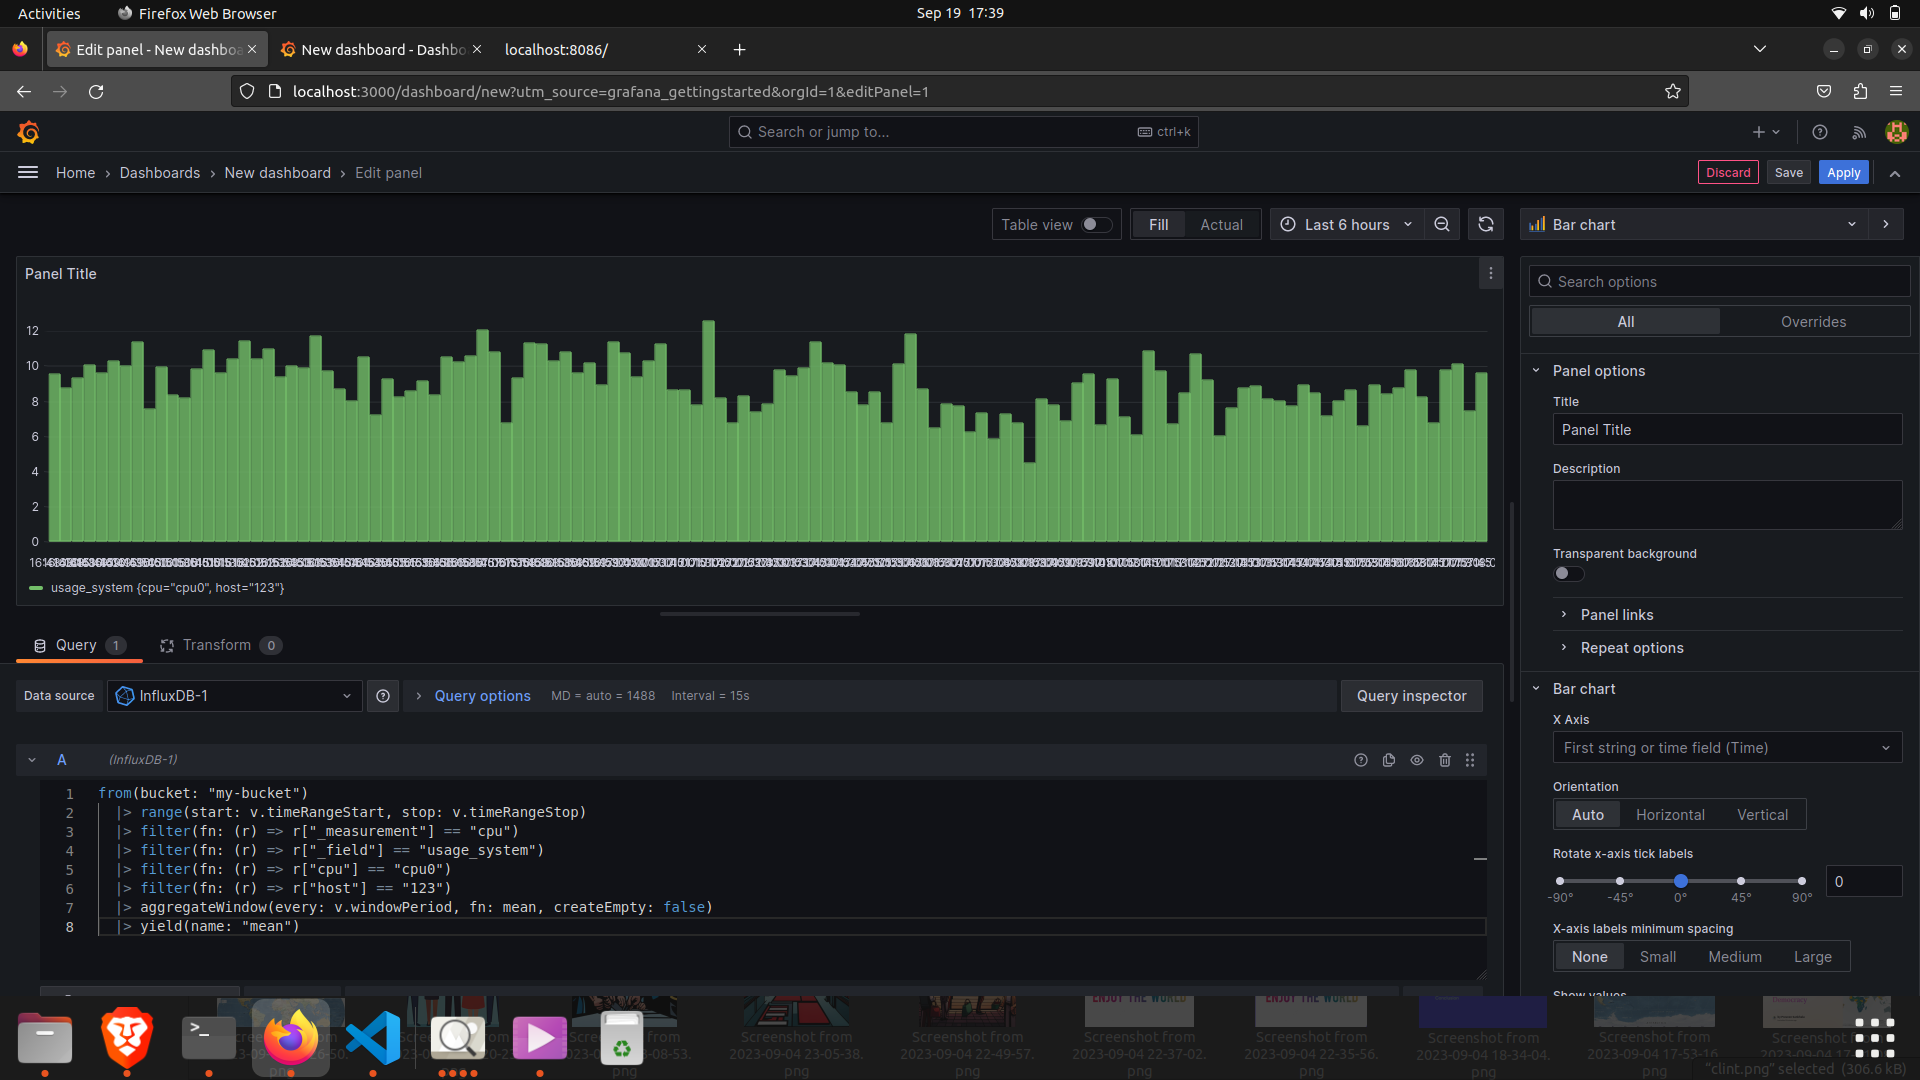 Activities
Firefox Web Browser
Sep 19 17:39
Edit panel - New dashbo
New dashboard - Dashbo
localhost:8086/
localhost:3000/dashboard/new?utm_source=grafana_gettingstarted&orgId=1&editPanel=1
Search or jump to...
ctrl+k
Home › Dashboards › New dashboard › Edit panel
Discard
Save
Apply
Table view
Fill
Actual
Last 6 hours
Bar chart
Panel Title
Search options
All
Overrides
12
10
8
6
4
2
0
usage_system {cpu="cpu0", host="123"}
Panel options
Title
Panel Title
Description
Transparent background
Panel links
Repeat options
Query 1
Transform 0
Data source
InfluxDB-1
Query options
MD = auto = 1488
Interval = 15s
Query inspector
A
(InfluxDB-1)
1 from(bucket: "my-bucket")
2 |> range(start: v.timeRangeStart, stop: v.timeRangeStop)
3 |> filter(fn: (r) => r["_measurement"] == "cpu")
4 |> filter(fn: (r) => r["_field"] == "usage_system")
5 |> filter(fn: (r) => r["cpu"] == "cpu0")
6 |> filter(fn: (r) => r["host"] == "123")
7 |> aggregateWindow(every: v.windowPeriod, fn: mean, createEmpty: false)
8 |> yield(name: "mean")
Bar chart
X Axis
First string or time field (Time)
Orientation
Auto
Horizontal
Vertical
Rotate x-axis tick labels
0
-90°
-45°
0°
45°
90°
X-axis labels minimum spacing
None
Small
Medium
Large
Show values
ENJOY THE WORLD
ENJOY THE WORLD
Screenshot from
2023-09-04 23-05-38.
png
Screenshot from
2023-09-04 22-49-57.
png
Screenshot from
2023-09-04 22-37-02.
png
Screenshot from
2023-09-04 22-35-56.
png
Screenshot from
2023-09-04 18-34-04.
png
Screenshot from
2023-09-04 17-53-16.
png
"clint.png" selected (306.6 kB)